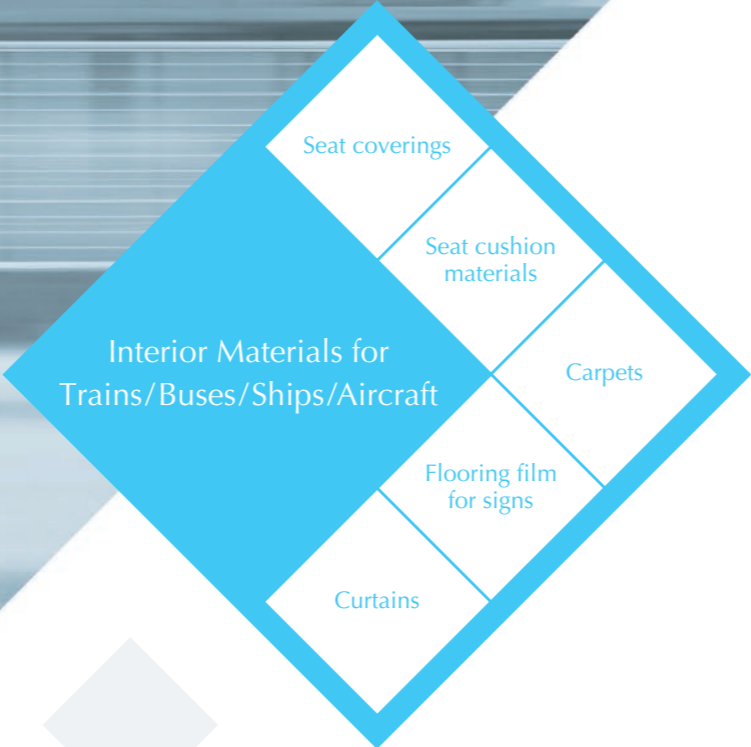 Seat coverings
Seat cushion
materials
Interior Materials for
Trains/Buses/Ships/Aircraft
Carpets
Flooring film
for signs
Curtains